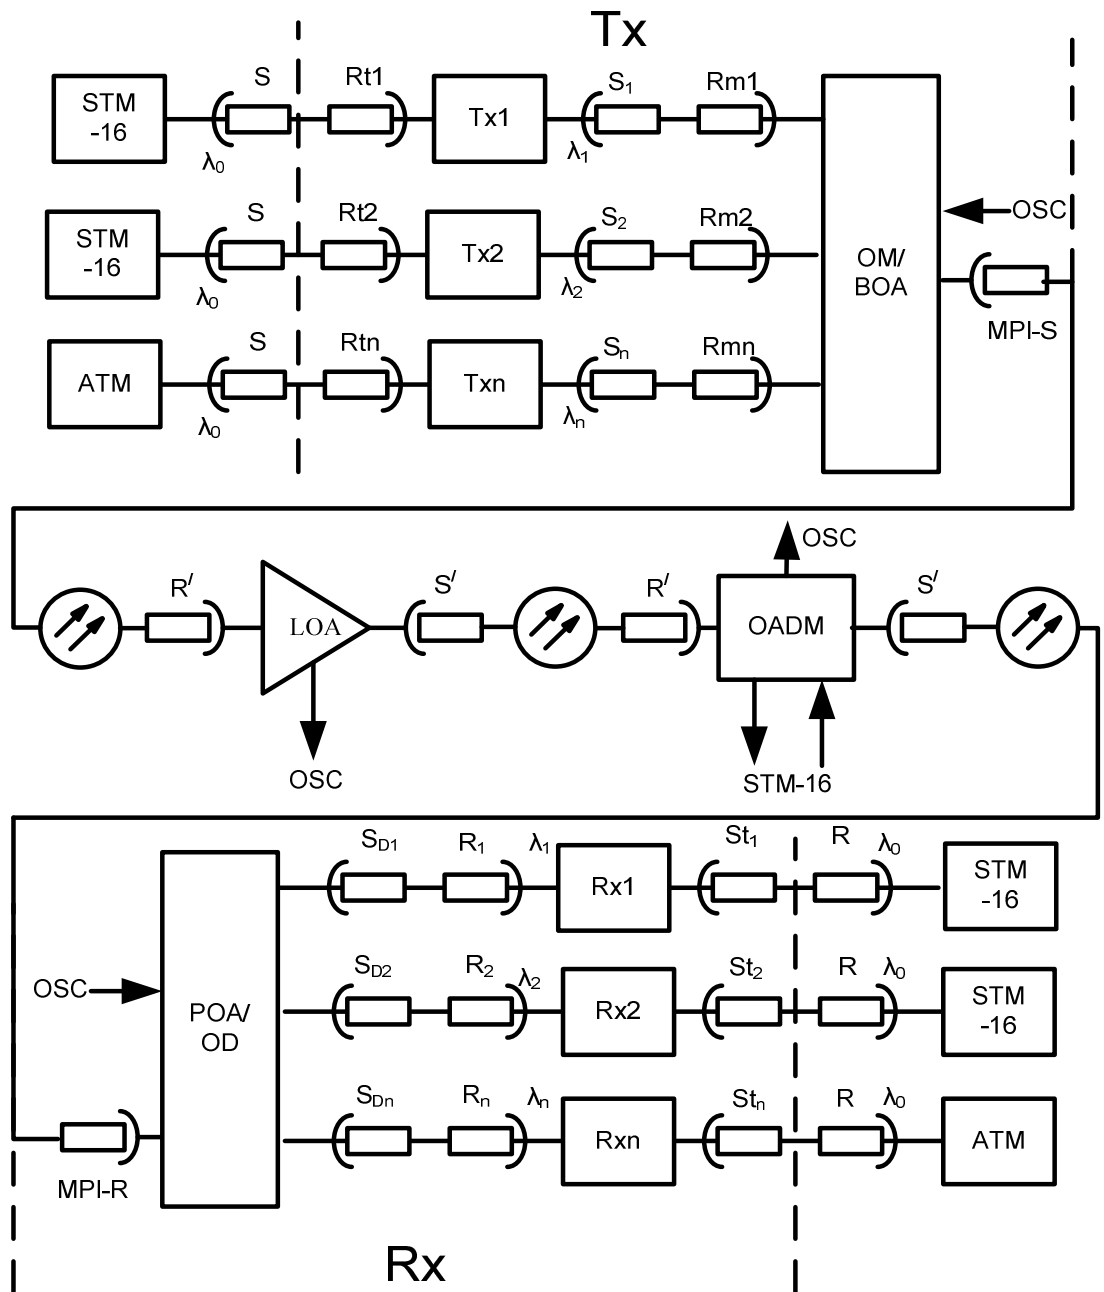 Tx
S Rt1 S₁ Rm1
STM
-16
Tx1
λ₀ λ₁
S Rt2 S₂ Rm2
OSC
STM
-16
Tx2
OM/
BOA
λ₀ λ₂
MPI-S
S Rtn Sₙ Rmn
ATM Txn
λ₀ λₙ
OSC
R′ S′ R′ S′
LOA OADM
OSC STM-16
S_D1 R₁ λ₁ St₁ R λ₀
Rx1
STM
-16
S_D2 R₂ λ₂ St₂ R λ₀
OSC
POA/
OD
Rx2
STM
-16
S_Dn Rₙ λₙ Stₙ R λ₀
Rxn ATM
MPI-R
Rx